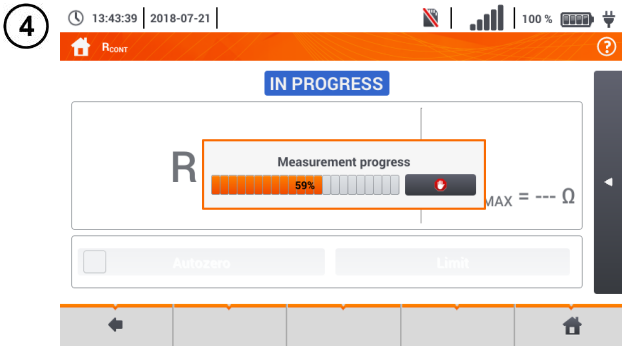 4
13:43:39 2018-07-21 100 %
RCONT ?
IN PROGRESS
Measurement progress
R
59%
MAX = --- Ω
Autozero Limit